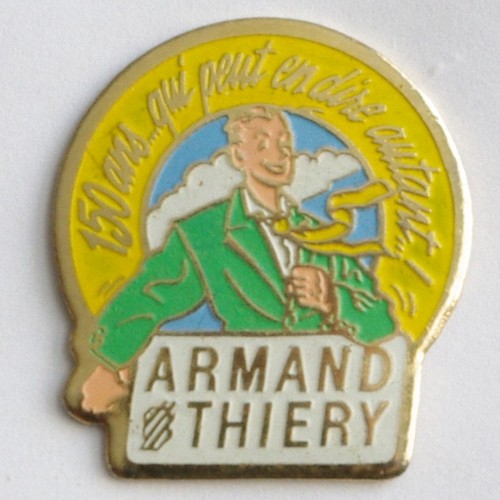 150 ans...qui peut en dire autant...!
ARMAND
THIERY